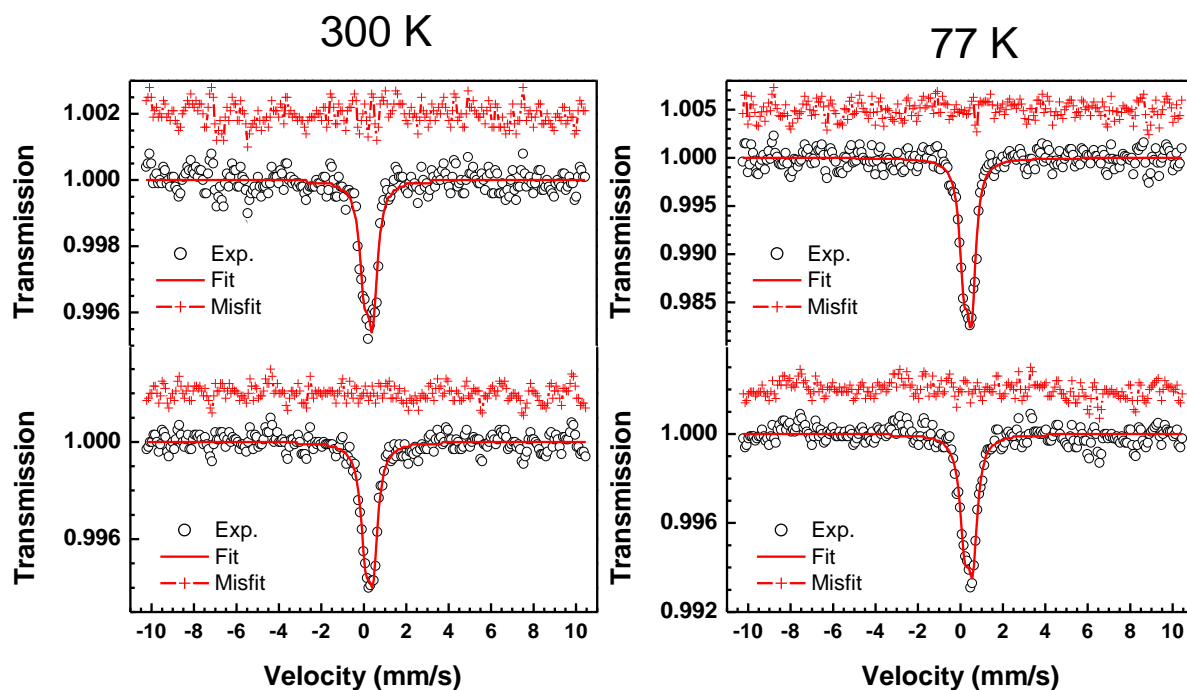 300 K
77 K
Transmission
1.002
1.000
0.998
0.996
Exp.
Fit
Misfit
Transmission
1.005
1.000
0.995
0.990
0.985
Exp.
Fit
Misfit
Transmission
1.000
0.996
Exp.
Fit
Misfit
-10 -8 -6 -4 -2 0 2 4 6 8 10
Velocity (mm/s)
Transmission
1.000
0.996
0.992
Exp.
Fit
Misfit
-10 -8 -6 -4 -2 0 2 4 6 8 10
Velocity (mm/s)